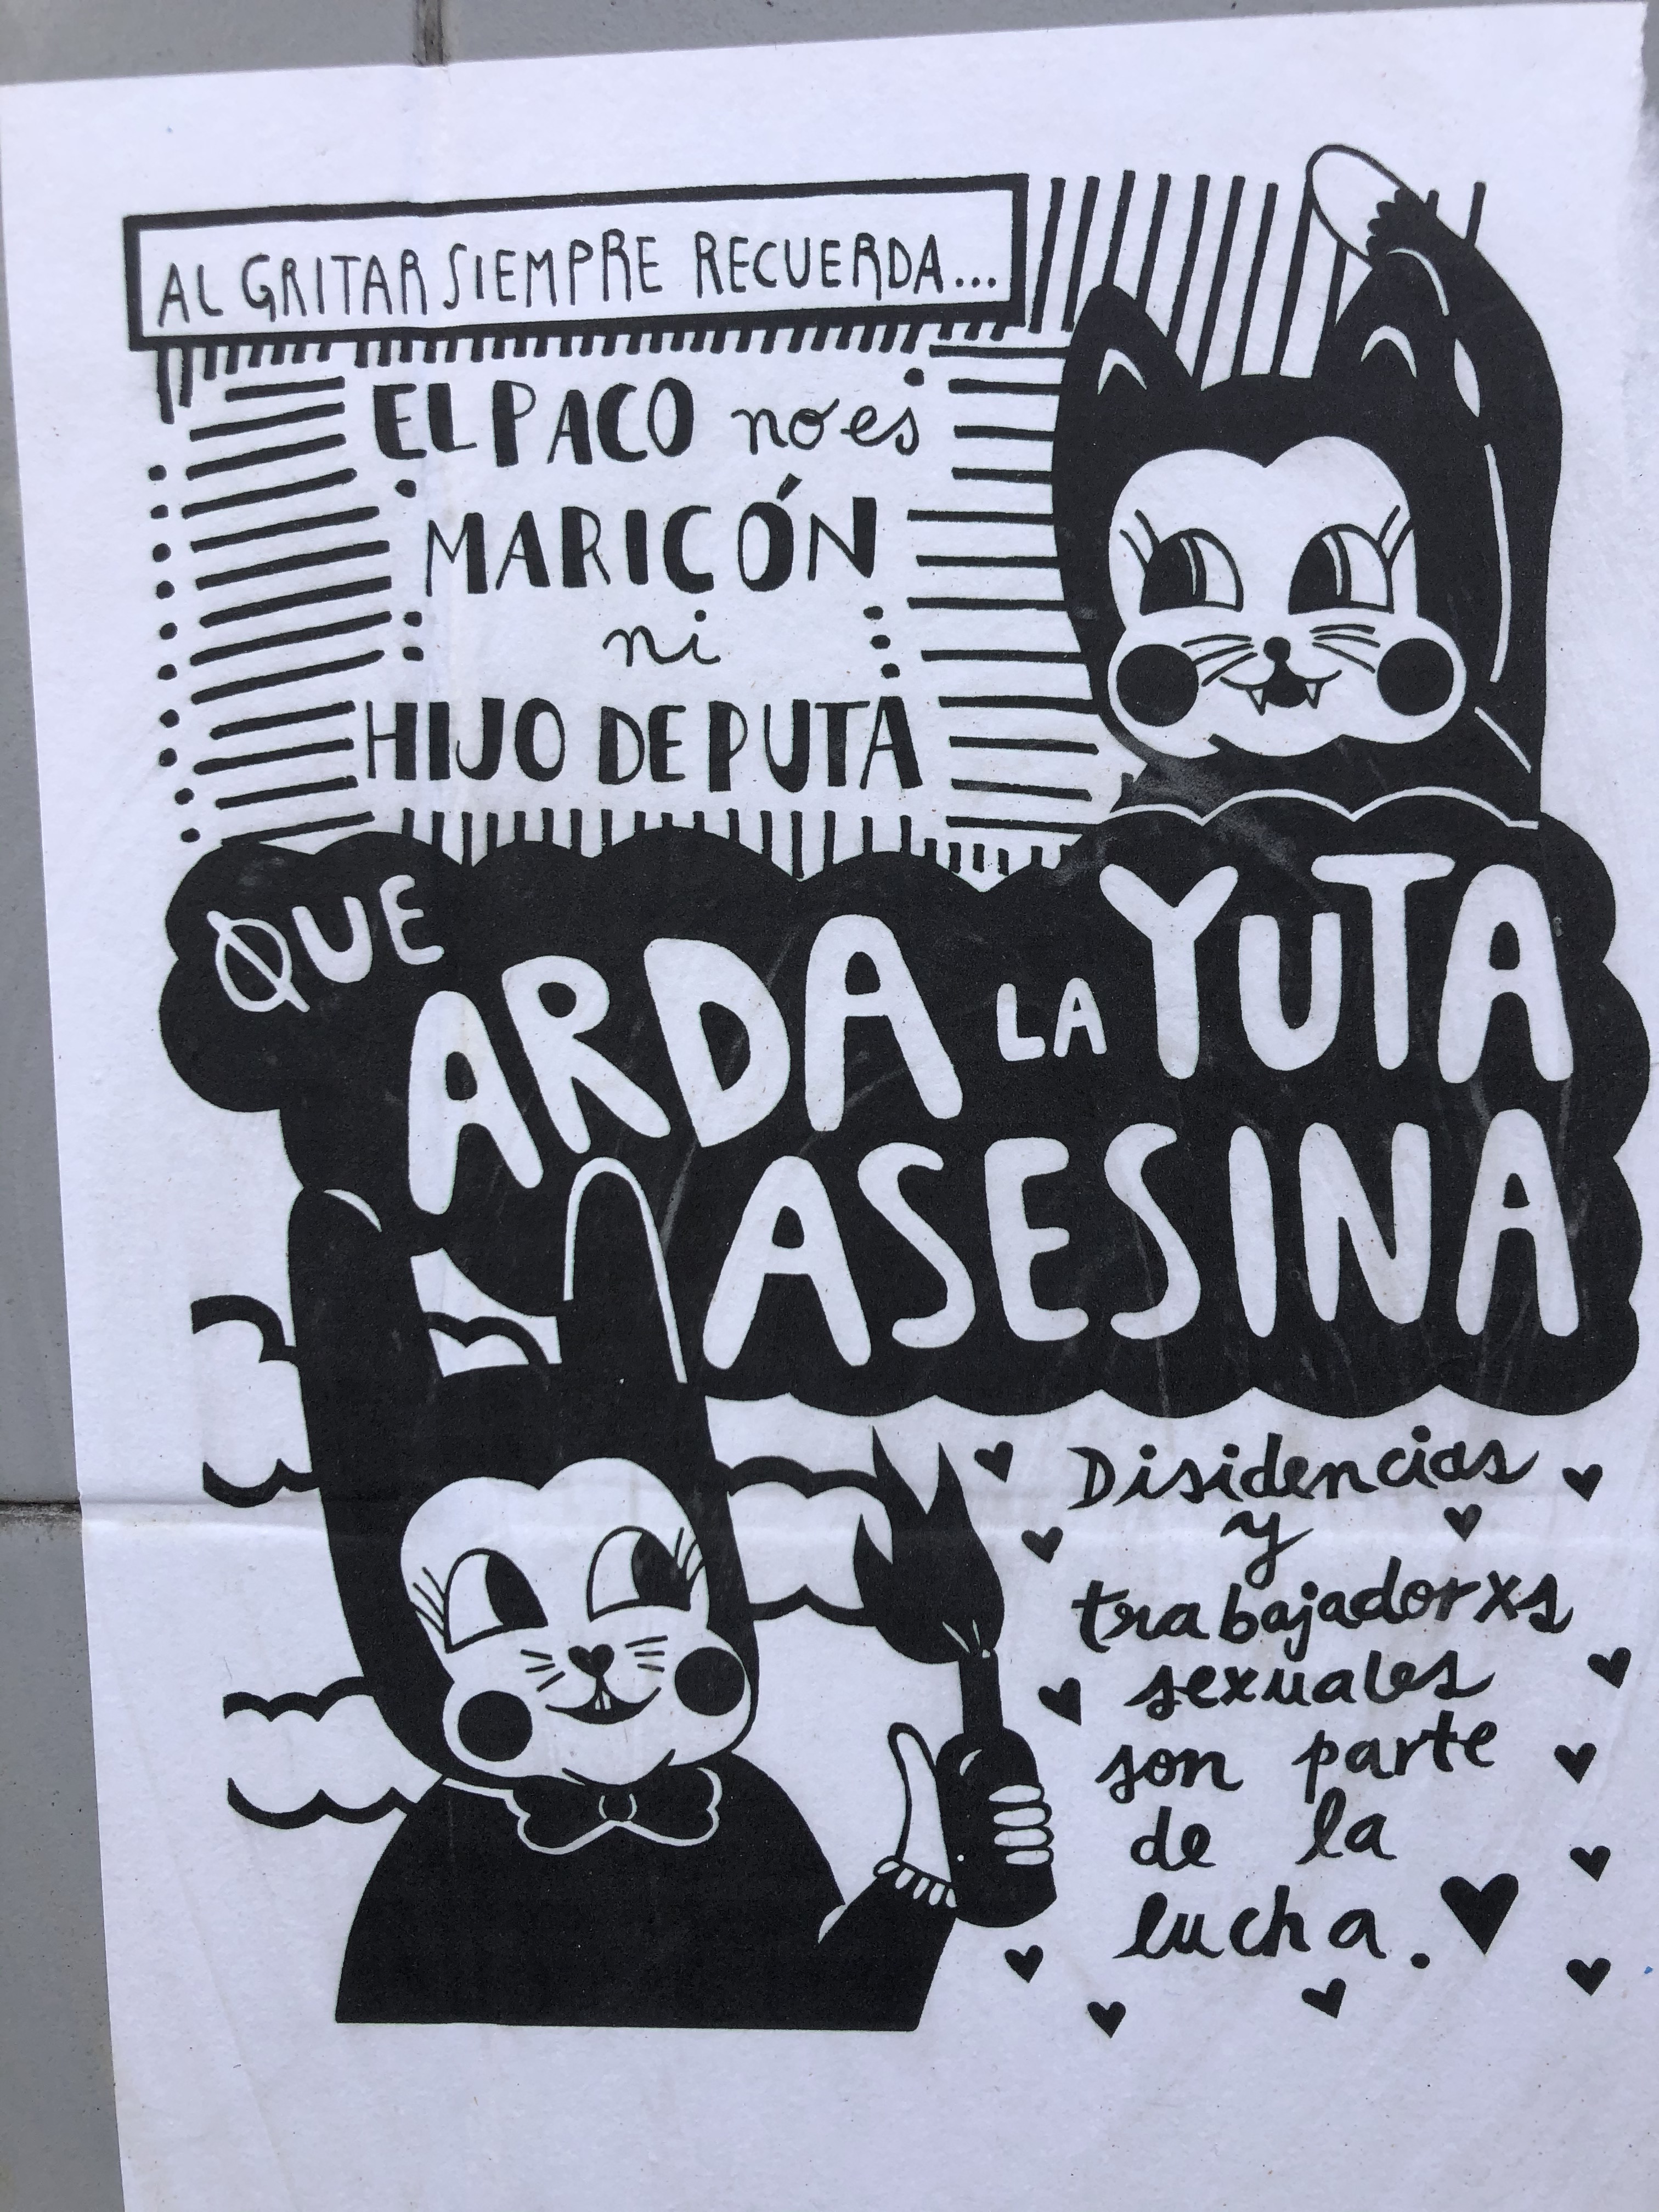 AL GRITAR SIEMPRE RECUERDA...
EL PACO no es
MARICÓN
ni
HIJO DE PUTA
QUE
ARDA LA YUTA
ASESINA
Disidencias
y
trabajadorxs
sexuales
son parte
de la
lucha.